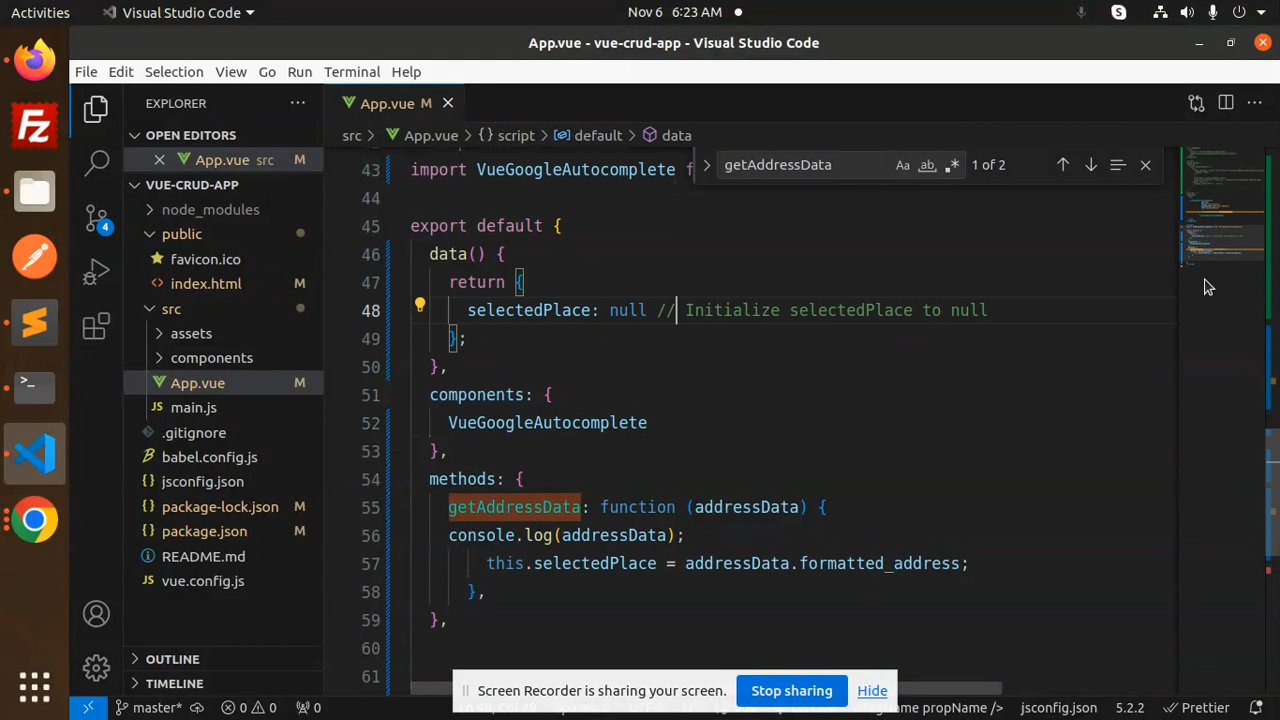 Activities
Visual Studio Code
Nov 6 6:23 AM
App.vue - vue-crud-app - Visual Studio Code
File Edit Selection View Go Run Terminal Help
EXPLORER
OPEN EDITORS
App.vue src M
VUE-CRUD-APP
node_modules
public
favicon.ico
index.html
src
assets
components
App.vue M
main.js
.gitignore
babel.config.js
jsconfig.json
package-lock.json M
package.json M
README.md
vue.config.js
OUTLINE
TIMELINE
4
App.vue M
src > App.vue > {} script > default > data
getAddressData Aa ab .* 1 of 2
43 import VueGoogleAutocomplete f
44
45 export default {
46 data() {
47 return {
48 selectedPlace: null // Initialize selectedPlace to null
49 };
50 },
51 components: {
52 VueGoogleAutocomplete
53 },
54 methods: {
55 getAddressData: function (addressData) {
56 console.log(addressData);
57 this.selectedPlace = addressData.formatted_address;
58 },
59 },
60
61
Screen Recorder is sharing your screen. Stop sharing Hide
master* 0 0 0
jsconfig.json 5.2.2 Prettier